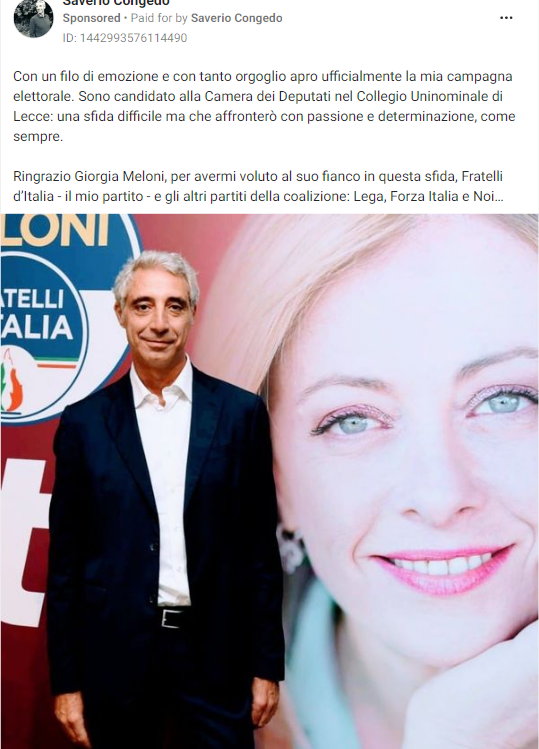 Saverio Congedo
Sponsored • Paid for by Saverio Congedo
ID: 1442993576114490
Con un filo di emozione e con tanto orgoglio apro ufficialmente la mia campagna
elettorale. Sono candidato alla Camera dei Deputati nel Collegio Uninominale di
Lecce: una sfida difficile ma che affronterò con passione e determinazione, come
sempre.
Ringrazio Giorgia Meloni, per avermi voluto al suo fianco in questa sfida, Fratelli
d'Italia - il mio partito - e gli altri partiti della coalizione: Lega, Forza Italia e Noi...
LONI
ATELLI
TALIA
t